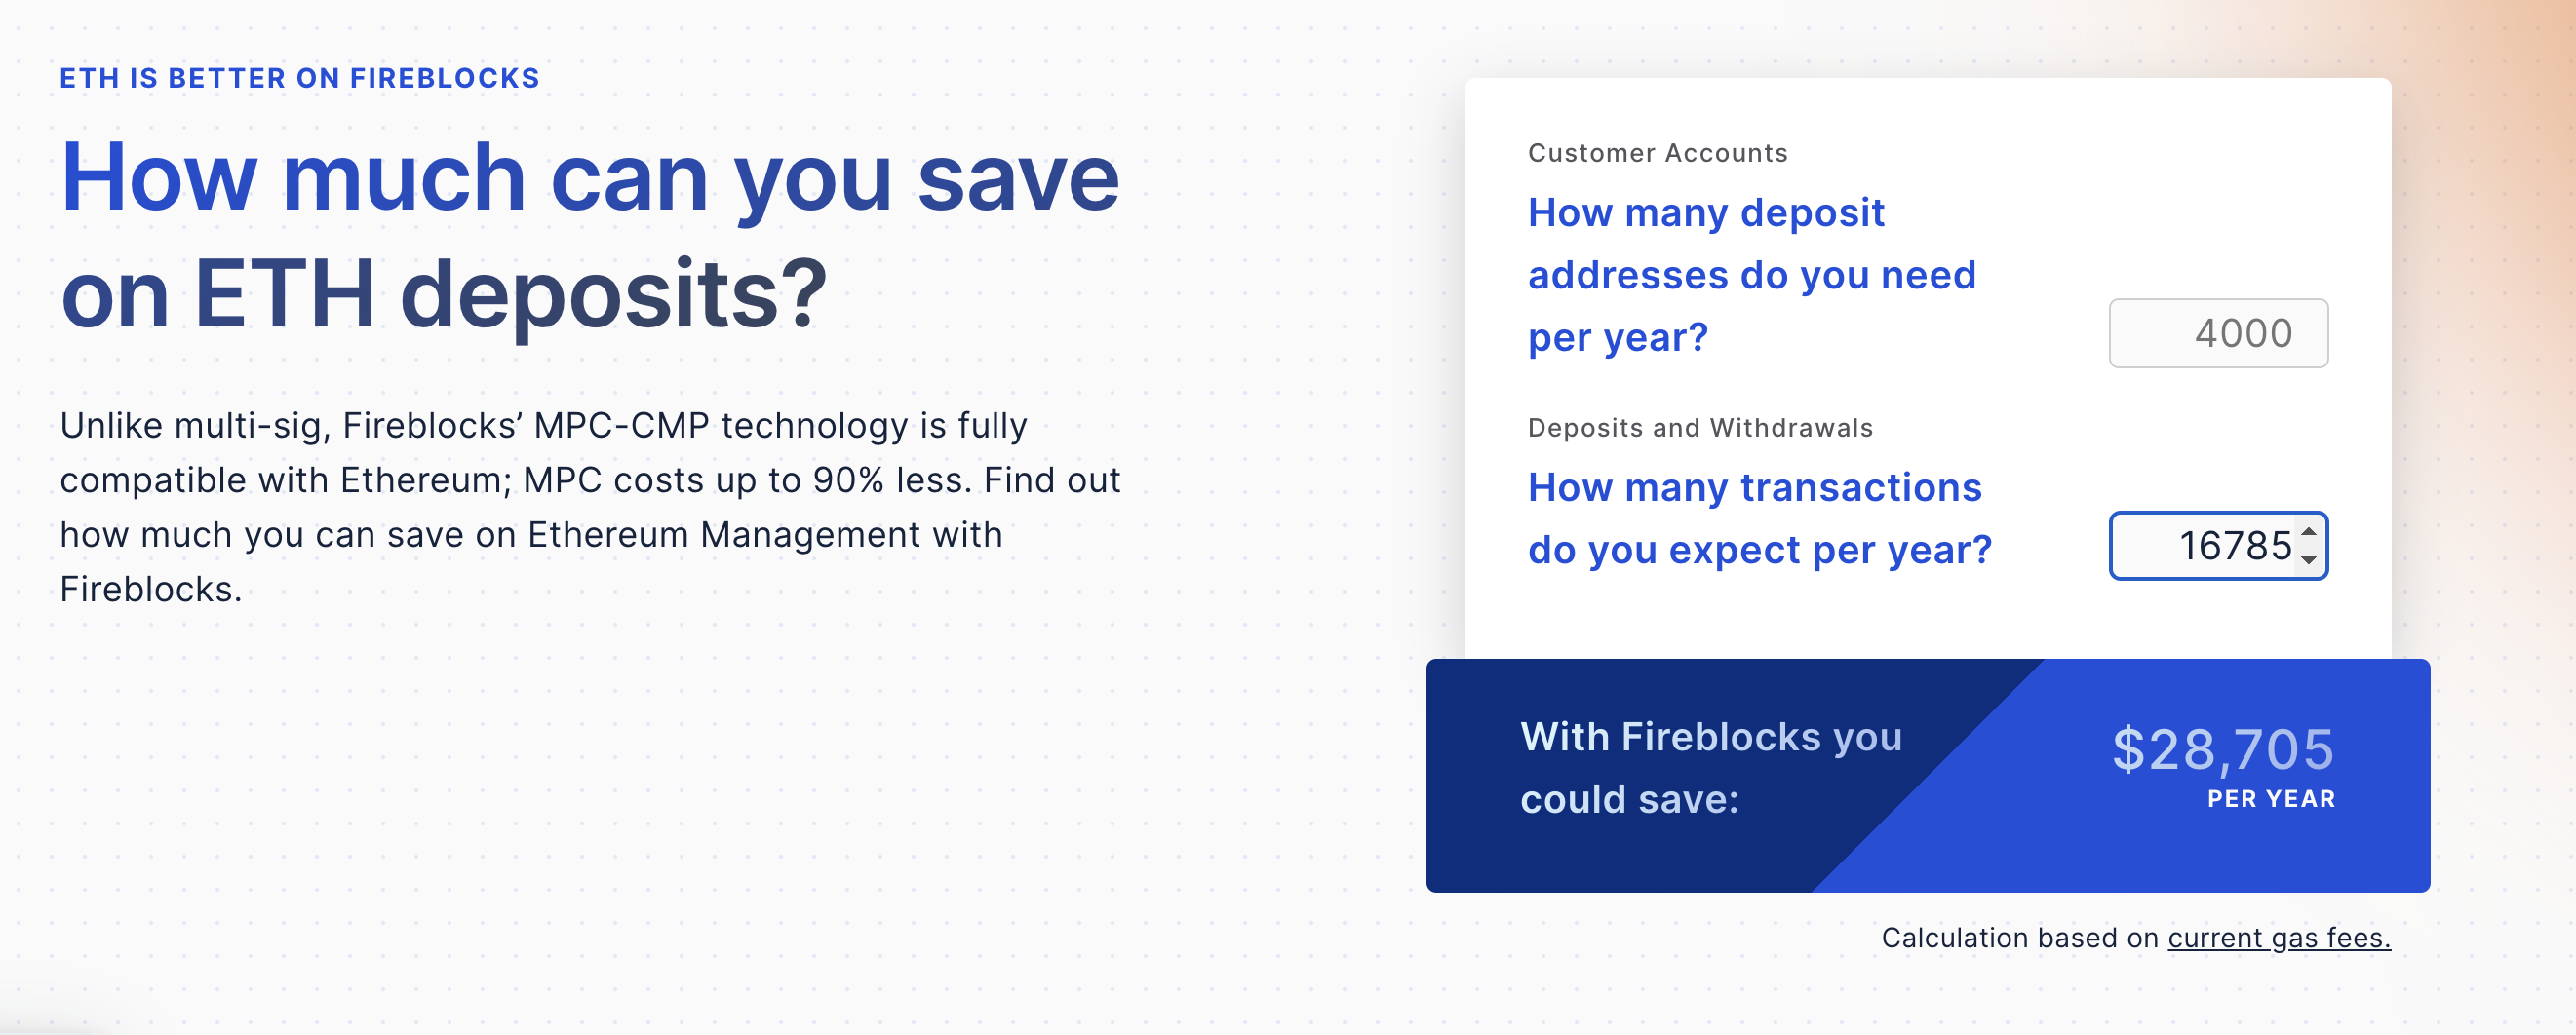 ETH IS BETTER ON FIREBLOCKS
How much can you save
on ETH deposits?
Unlike multi-sig, Fireblocks’ MPC-CMP technology is fully
compatible with Ethereum; MPC costs up to 90% less. Find out
how much you can save on Ethereum Management with
Fireblocks.
Customer Accounts
How many deposit
addresses do you need
per year?
4000
Deposits and Withdrawals
How many transactions
do you expect per year?
16785
With Fireblocks you
could save:
$28,705
PER YEAR
Calculation based on current gas fees.